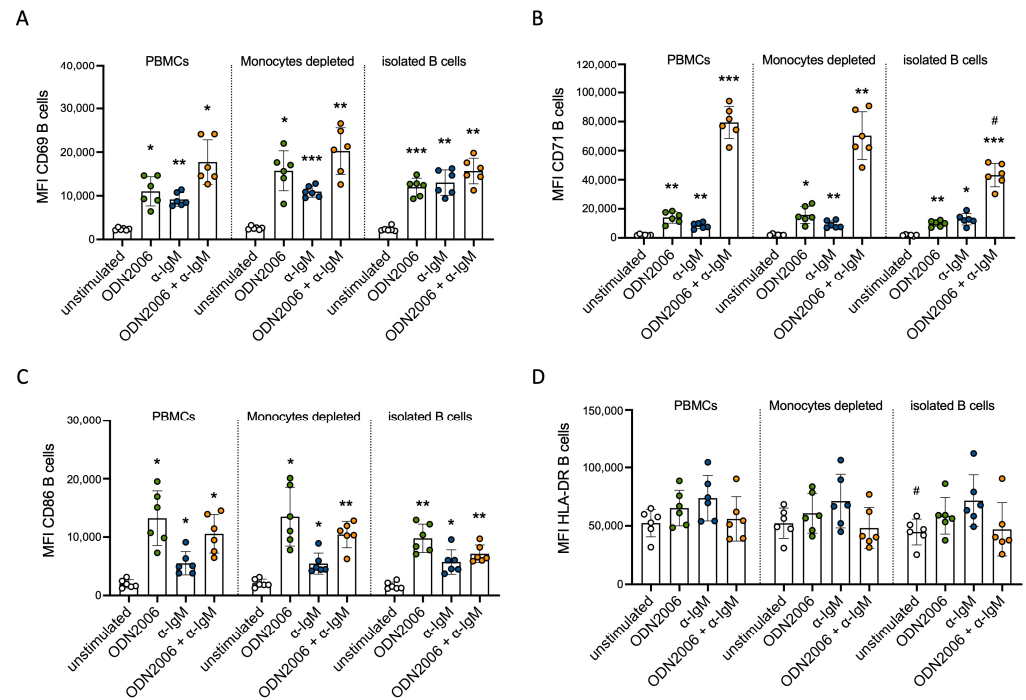 A
PBMCs
Monocytes depleted
isolated B cells
MFI CD69 B cells
40,000
30,000
20,000
10,000
0
*
**
*
*
***
**
***
**
**
unstimulated
ODN2006
α-IgM
ODN2006 + α-IgM
unstimulated
ODN2006
α-IgM
ODN2006 + α-IgM
unstimulated
ODN2006
α-IgM
ODN2006 + α-IgM
B
PBMCs
Monocytes depleted
isolated B cells
MFI CD71 B cells
120,000
100,000
80,000
60,000
40,000
20,000
0
**
**
***
*
**
**
**
*
#
***
unstimulated
ODN2006
α-IgM
ODN2006 + α-IgM
unstimulated
ODN2006
α-IgM
ODN2006 + α-IgM
unstimulated
ODN2006
α-IgM
ODN2006 + α-IgM
C
PBMCs
Monocytes depleted
isolated B cells
MFI CD86 B cells
30,000
20,000
10,000
0
*
*
*
*
*
**
**
*
**
unstimulated
ODN2006
α-IgM
ODN2006 + α-IgM
unstimulated
ODN2006
α-IgM
ODN2006 + α-IgM
unstimulated
ODN2006
α-IgM
ODN2006 + α-IgM
D
PBMCs
Monocytes depleted
isolated B cells
MFI HLA-DR B cells
150,000
100,000
50,000
0
#
unstimulated
ODN2006
α-IgM
ODN2006 + α-IgM
unstimulated
ODN2006
α-IgM
ODN2006 + α-IgM
unstimulated
ODN2006
α-IgM
ODN2006 + α-IgM